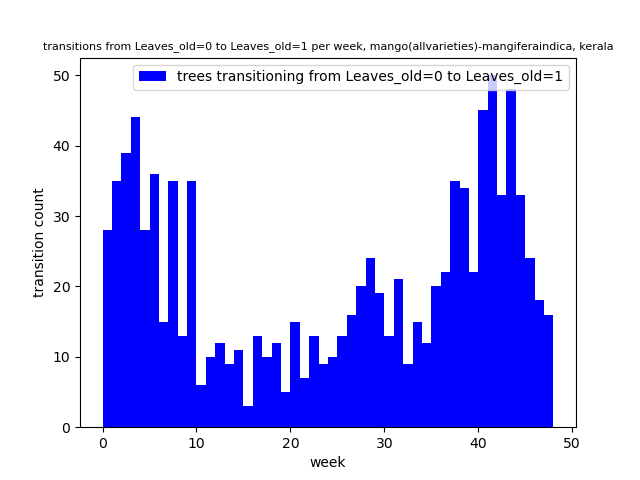 transitions from Leaves_old=0 to Leaves_old=1 per week, mango(allvarieties)-mangiferaindica, kerala
trees transitioning from Leaves_old=0 to Leaves_old=1
transition count
50
40
30
20
10
0
0 10 20 30 40 50
week